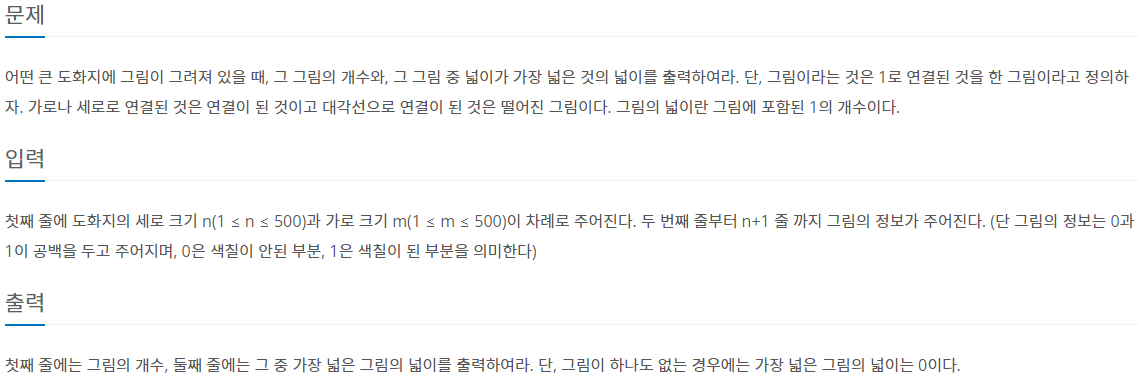 문제
어떤 큰 도화지에 그림이 그려져 있을 때, 그 그림의 개수와, 그 그림 중 넓이가 가장 넓은 것의 넓이를 출력하여라. 단, 그림이라는 것은 1로 연결된 것을 한 그림이라고 정의하
자. 가로나 세로로 연결된 것은 연결이 된 것이고 대각선으로 연결이 된 것은 떨어진 그림이다. 그림의 넓이란 그림에 포함된 1의 개수이다.
입력
첫째 줄에 도화지의 세로 크기 n(1 ≤ n ≤ 500)과 가로 크기 m(1 ≤ m ≤ 500)이 차례로 주어진다. 두 번째 줄부터 n+1 줄 까지 그림의 정보가 주어진다. (단 그림의 정보는 0과
1이 공백을 두고 주어지며, 0은 색칠이 안된 부분, 1은 색칠이 된 부분을 의미한다)
출력
첫째 줄에는 그림의 개수, 둘째 줄에는 그 중 가장 넓은 그림의 넓이를 출력하여라. 단, 그림이 하나도 없는 경우에는 가장 넓은 그림의 넓이는 0이다.